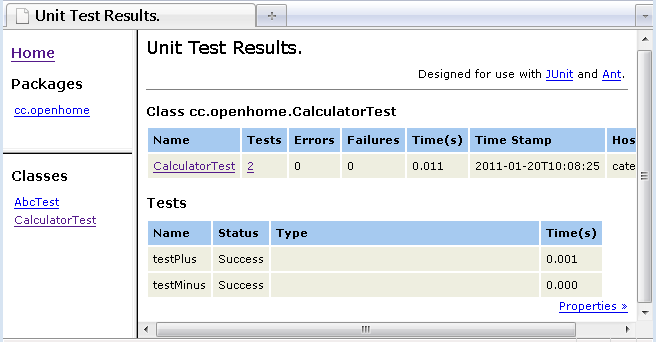 Unit Test Results.
Home
Packages
cc.openhome
Classes
AbcTest
CalculatorTest
Unit Test Results.
Designed for use with JUnit and Ant.
Class cc.openhome.CalculatorTest
Name Tests Errors Failures Time(s) Time Stamp Hos
CalculatorTest 2 0 0 0.011 2011-01-20T10:08:25 cate
Tests
Name Status Type Time(s)
testPlus Success 0.001
testMinus Success 0.000
Properties »